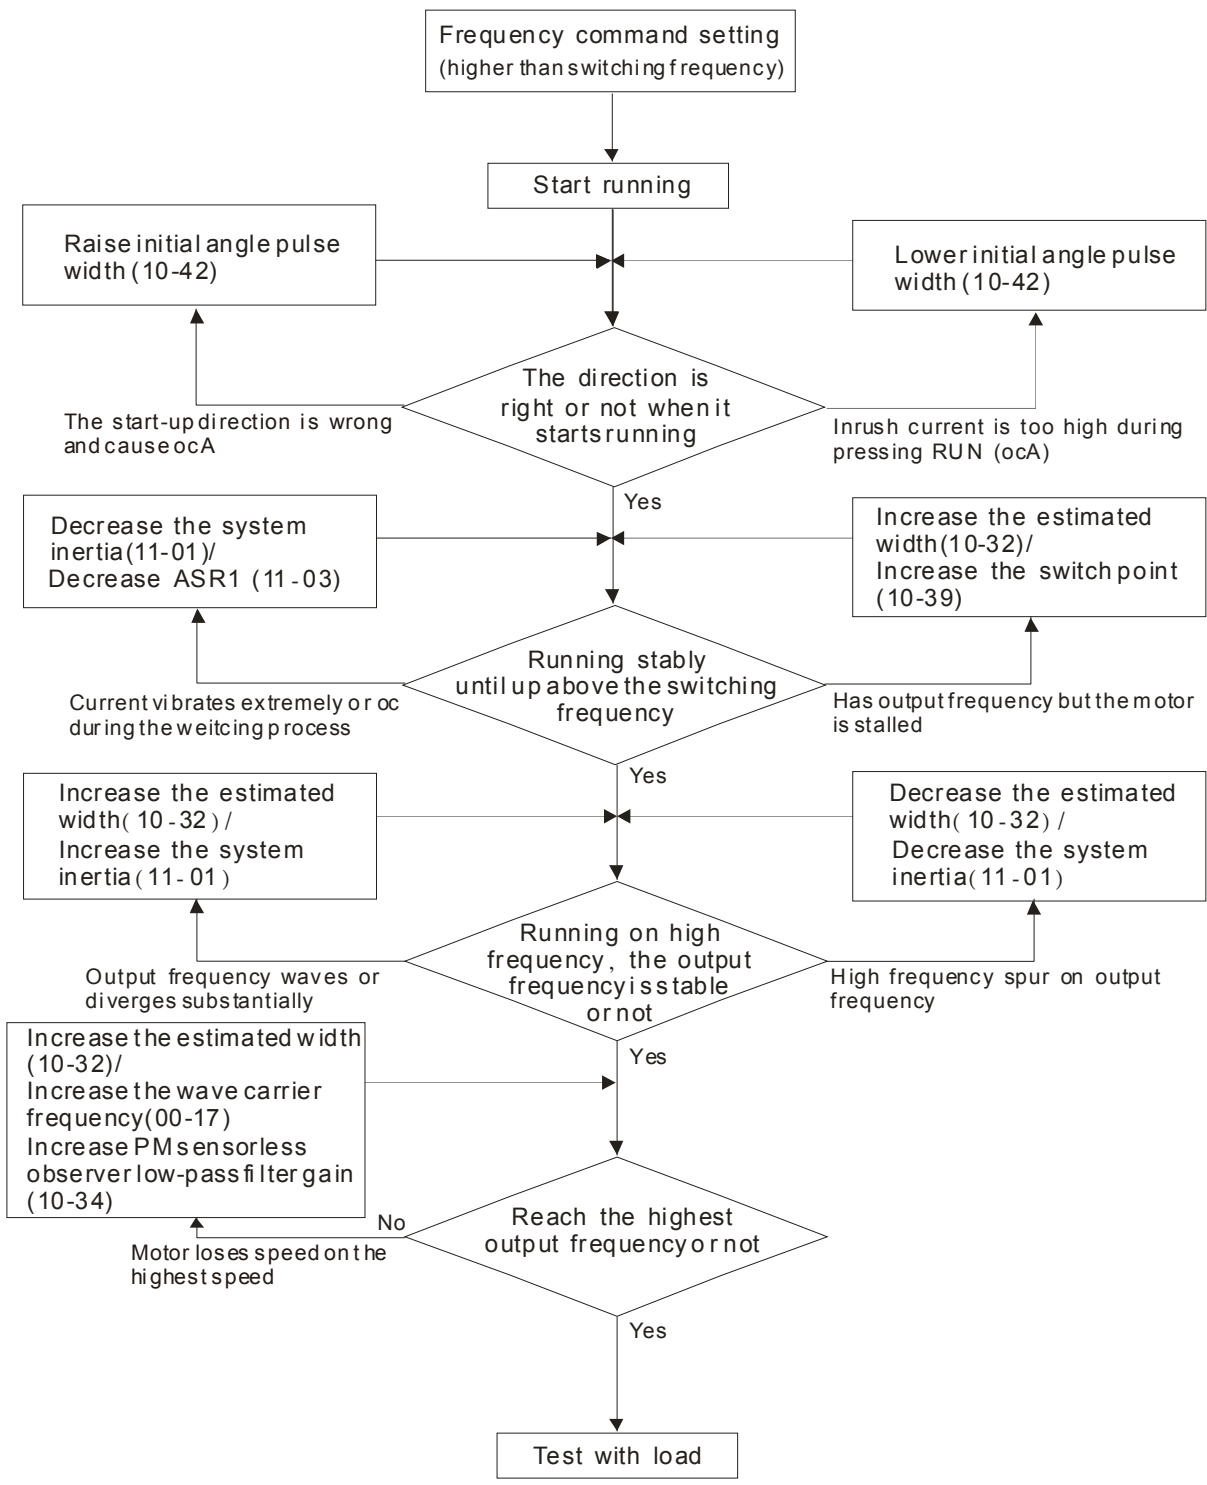 Frequency command setting
(higher than switching frequency)
Start running
Raise initial angle pulse
width (10-42)
Lower initial angle pulse
width (10-42)
The direction is
right or not when it
starts running
The start-up direction is wrong
and cause ocA
Inrush current is too high during
pressing RUN (ocA)
Yes
Decrease the system
inertia(11-01)/
Decrease ASR1 (11-03)
Increase the estimated
width(10-32)/
Increase the switch point
(10-39)
Running stably
until up above the switching
frequency
Current vibrates extremely or oc
during the weitcing process
Has output frequency but the motor
is stalled
Yes
Increase the estimated
width(10-32)/
Increase the system
inertia(11-01)
Decrease the estimated
width(10-32)/
Decrease the system
inertia(11-01)
Running on high
frequency, the output
frequency is stable
or not
Output frequency waves or
diverges substantially
High frequency spur on output
frequency
Yes
Increase the estimated width
(10-32)/
Increase the wave carrier
frequency(00-17)
Increase PM sensorless
observer low-pass filter gain
(10-34)
No
Reach the highest
output frequency or not
Motor loses speed on the
highest speed
Yes
Test with load